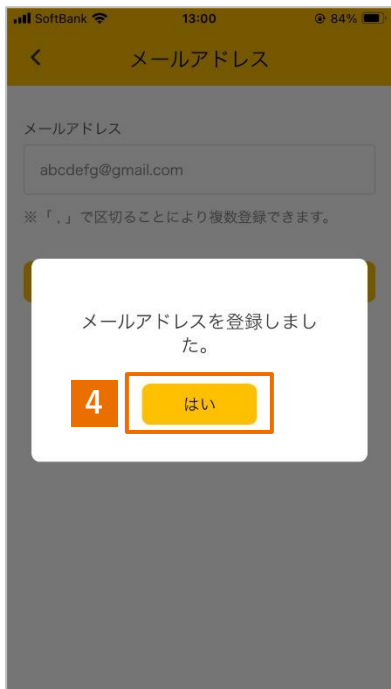 SoftBank 13:00 84%
メールアドレス
メールアドレス
abcdefg@gmail.com
※「 , 」で区切ることにより複数登録できます。
メールアドレスを登録しまし
た。
4 はい